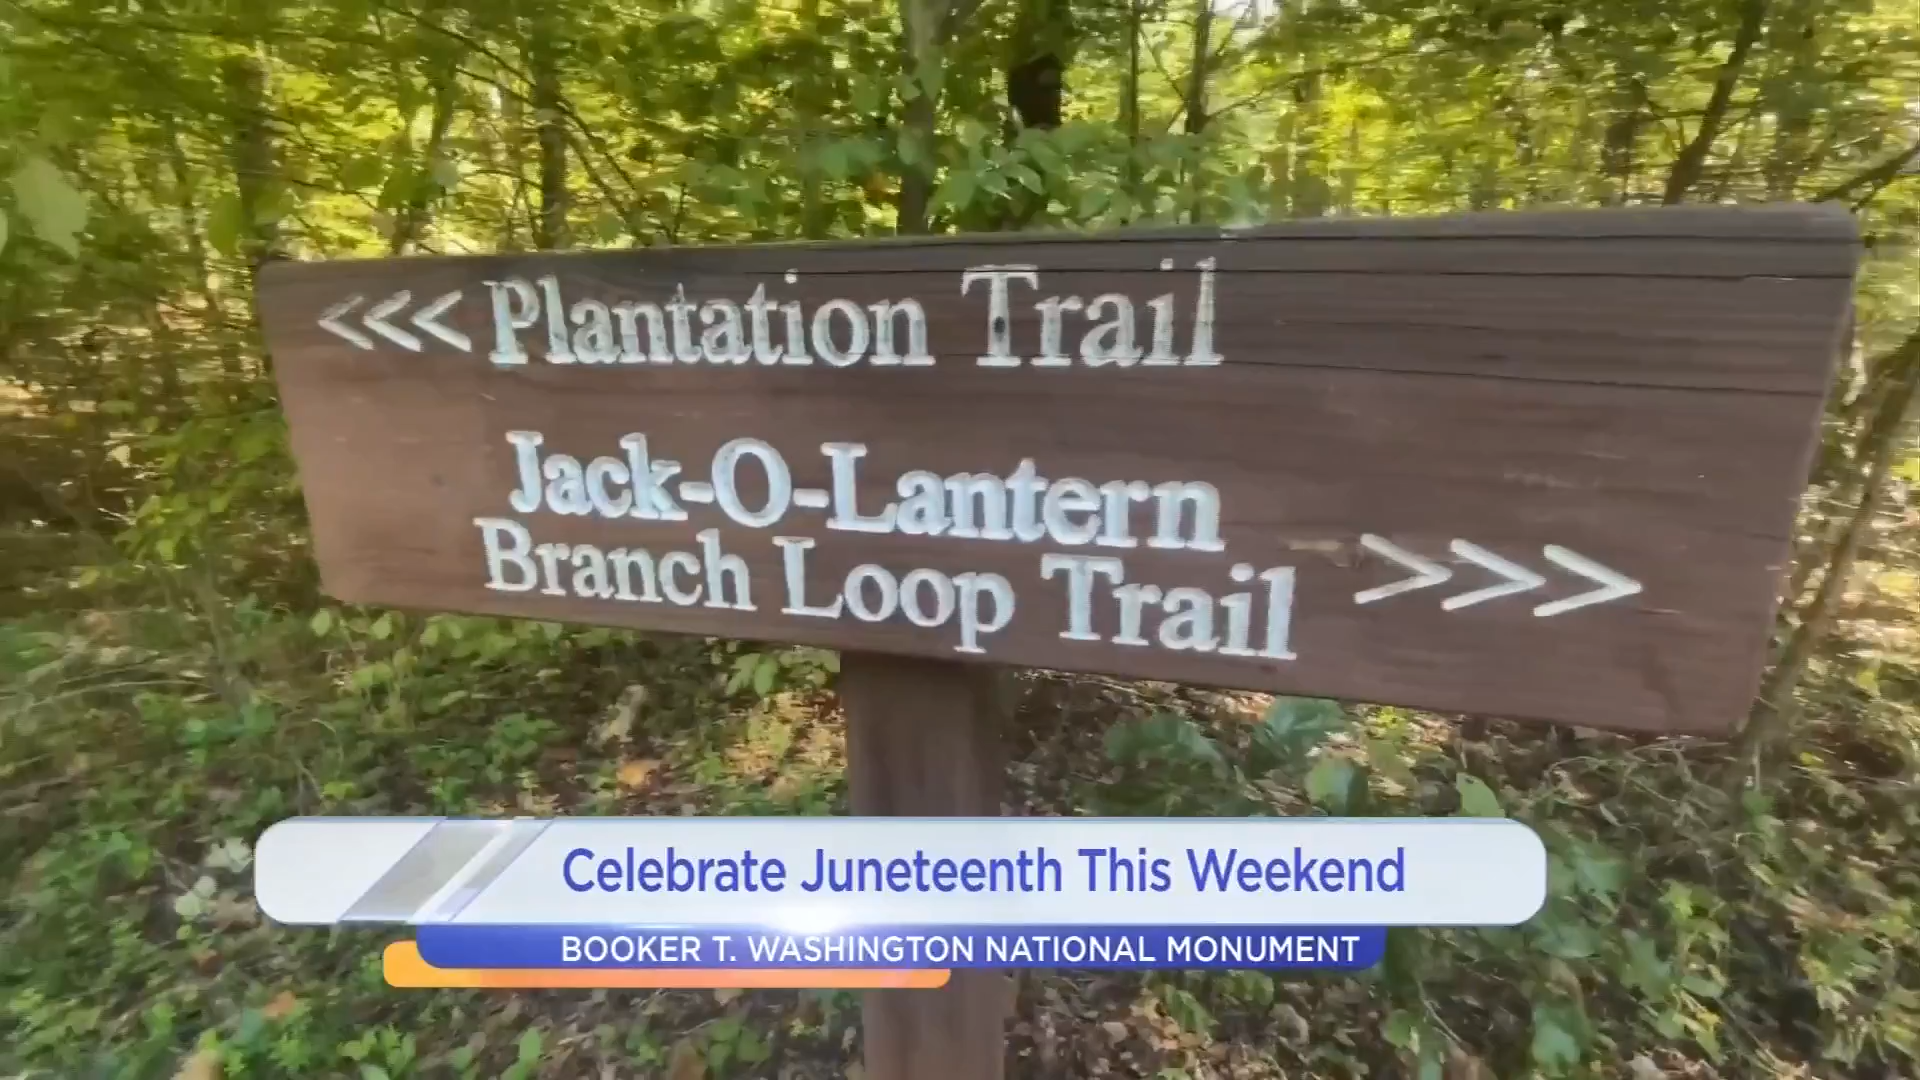 <<< Plantation Trail
Jack-O-Lantern
Branch Loop Trail >>>
Celebrate Juneteenth This Weekend
BOOKER T. WASHINGTON NATIONAL MONUMENT